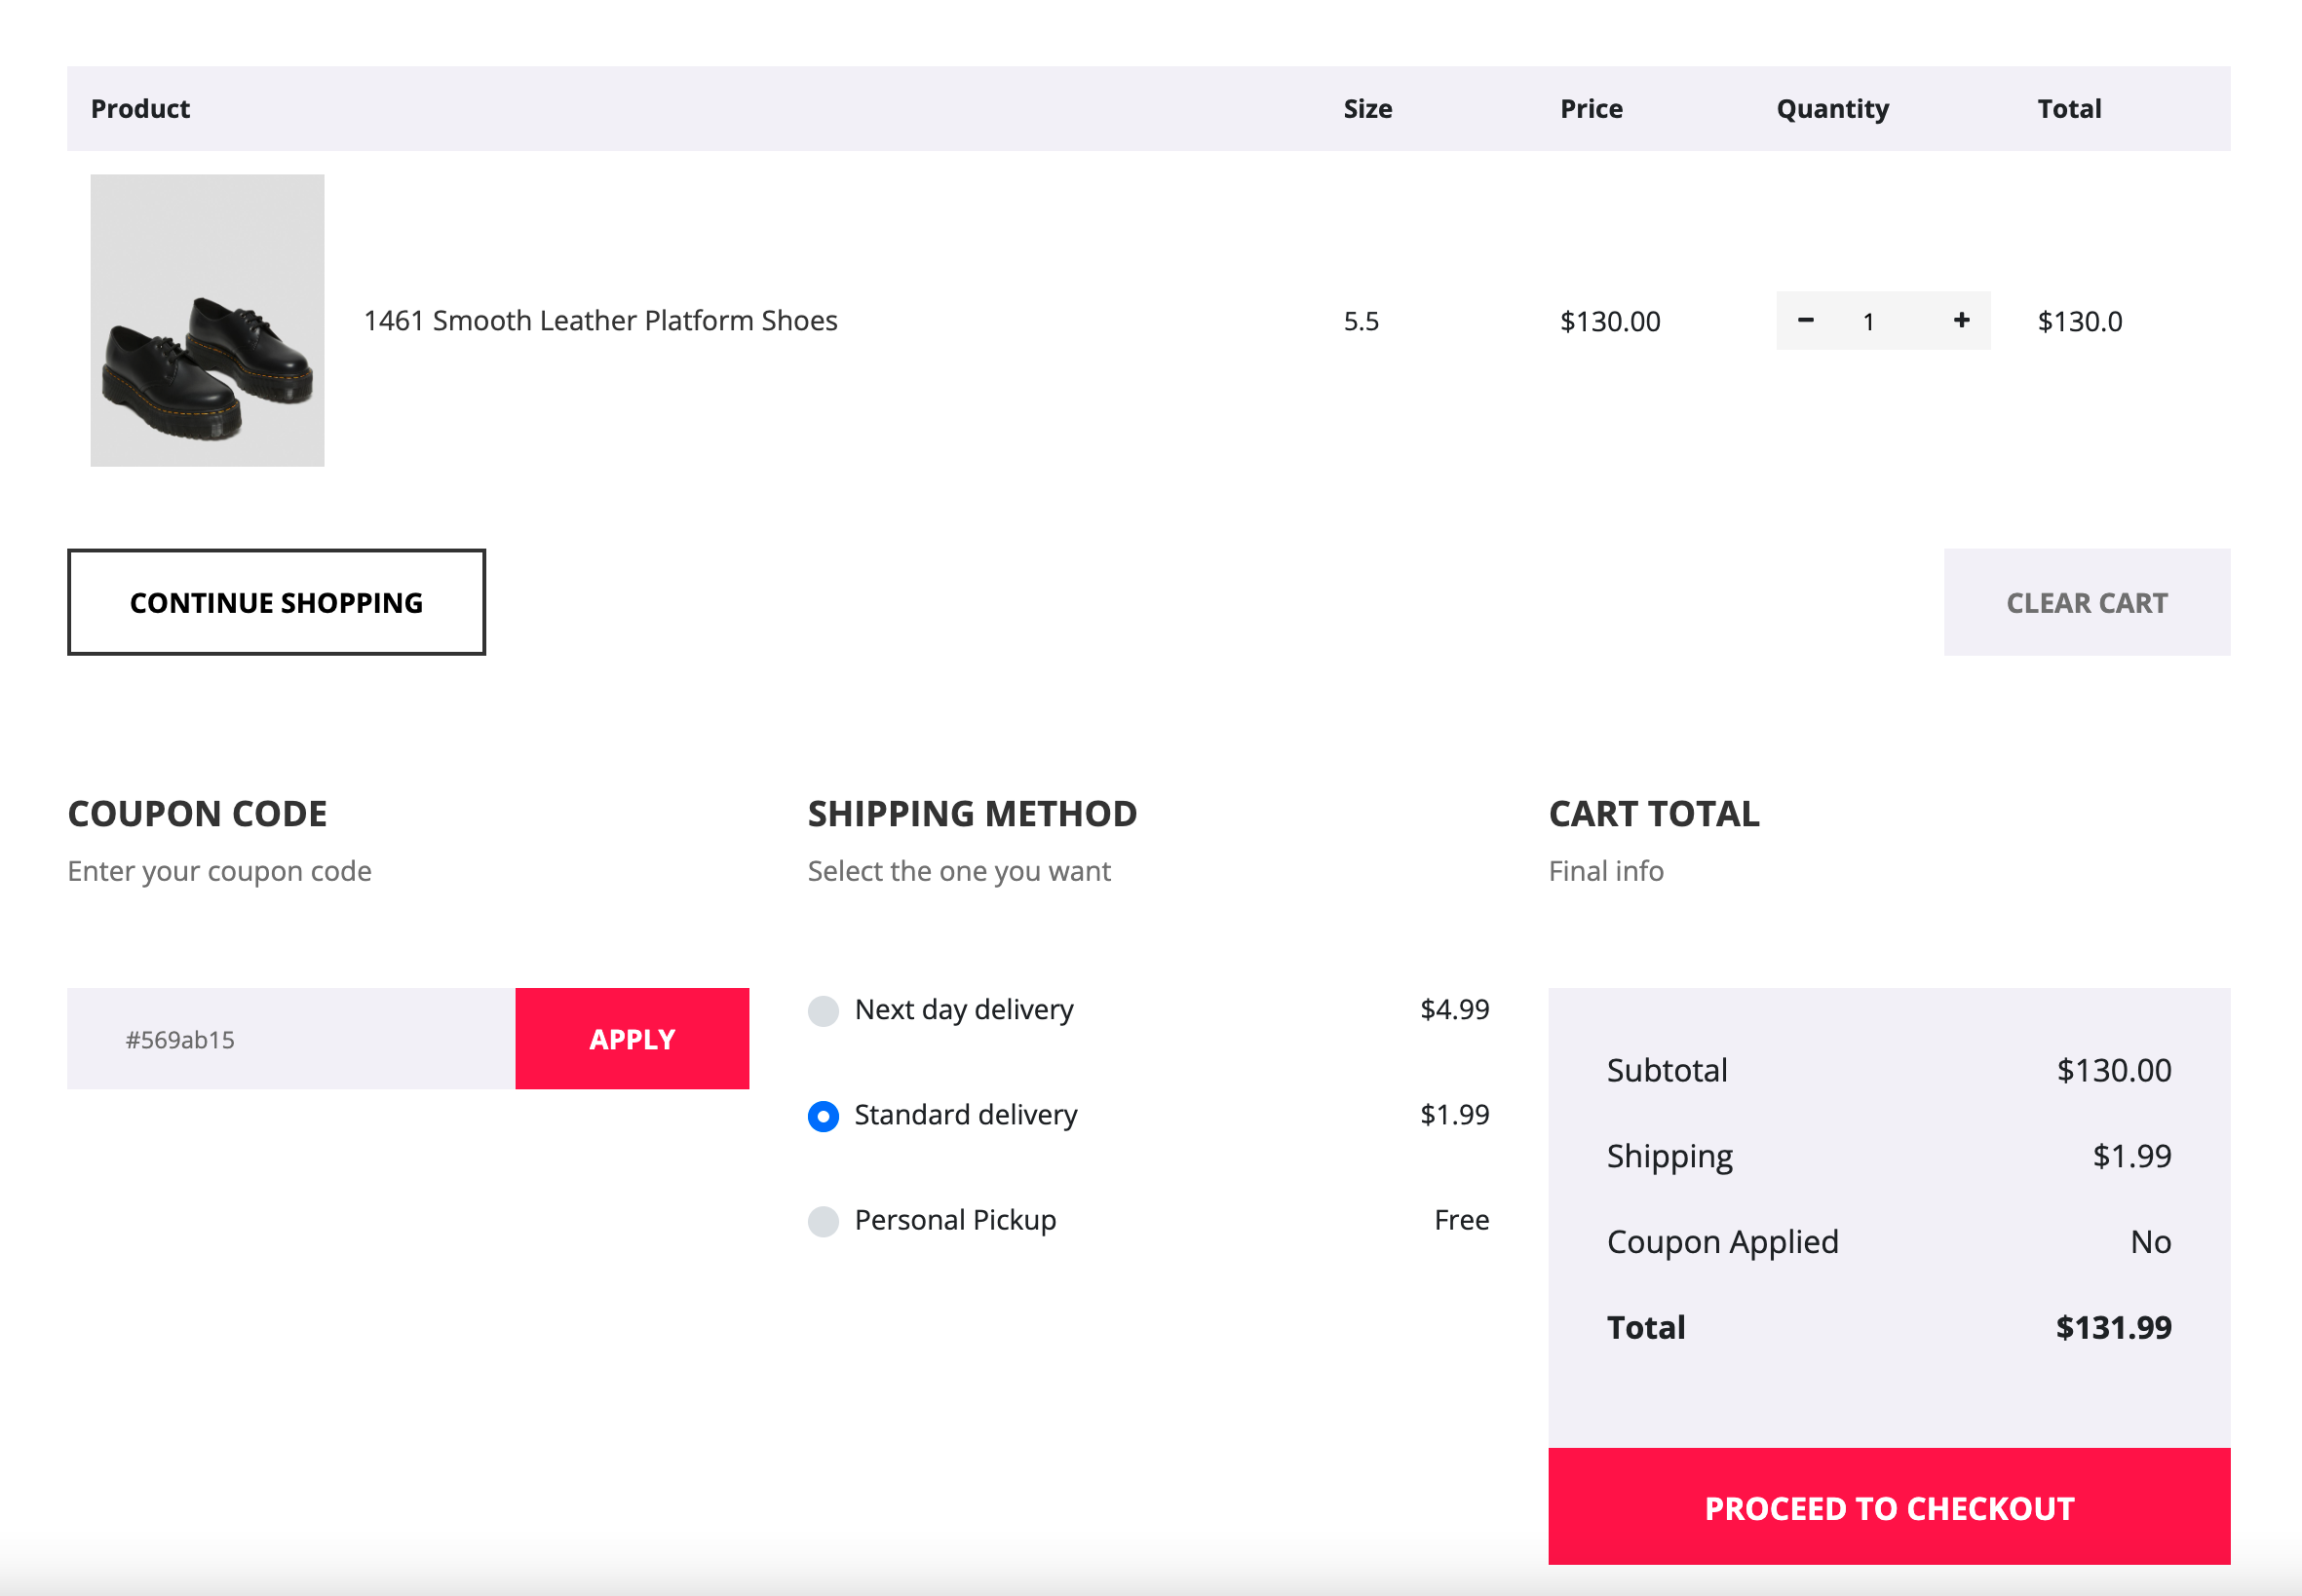 Product Size Price Quantity Total
1461 Smooth Leather Platform Shoes 5.5 $130.00 − 1 + $130.0
CONTINUE SHOPPING CLEAR CART
COUPON CODE
Enter your coupon code
#569ab15 APPLY
SHIPPING METHOD
Select the one you want
Next day delivery $4.99
Standard delivery $1.99
Personal Pickup Free
CART TOTAL
Final info
Subtotal $130.00
Shipping $1.99
Coupon Applied No
Total $131.99
PROCEED TO CHECKOUT